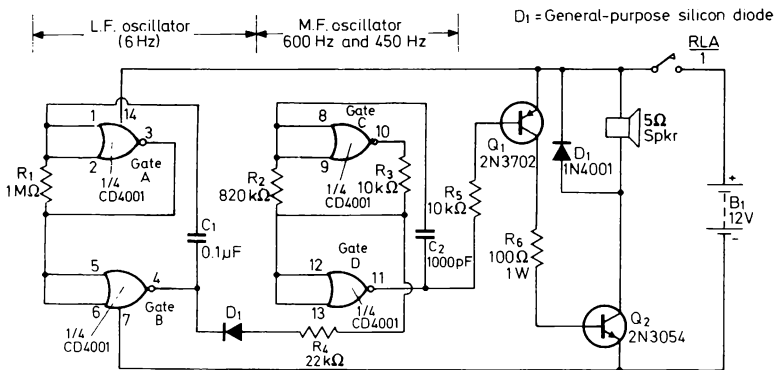 L.F. oscillator
(6 Hz)
M.F. oscillator
600 Hz and 450 Hz
D1 = General-purpose silicon diode
RLA
1
1
14
3
2
Gate
A
1/4
CD4001
R1
1MΩ
C1
0.1µF
5
6
7
4
Gate
B
1/4
CD4001
D1
R4
22kΩ
8
Gate
C
10
9
1/4
CD4001
R2
820kΩ
R3
10kΩ
Gate
D
12
11
13
1/4
CD4001
C2
1000pF
R5
10kΩ
Q1
2N3702
D1
1N4001
5Ω
Spkr
R6
100Ω
1W
Q2
2N3054
+
B1
12V
-